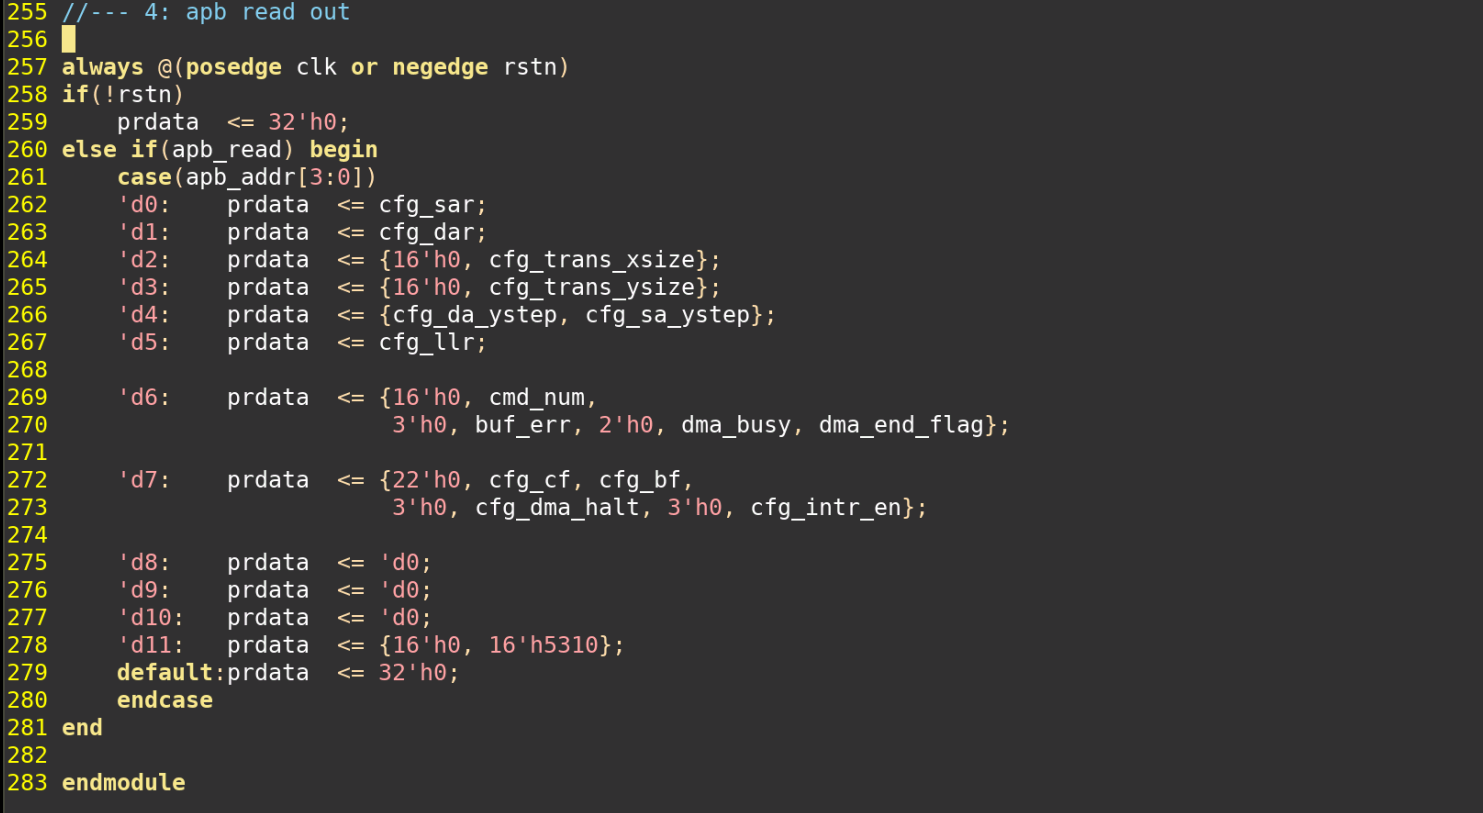 255 //--- 4: apb read out
256
257 always @(posedge clk or negedge rstn)
258 if(!rstn)
259     prdata  <= 32'h0;
260 else if(apb_read) begin
261     case(apb_addr[3:0])
262     'd0:    prdata  <= cfg_sar;
263     'd1:    prdata  <= cfg_dar;
264     'd2:    prdata  <= {16'h0, cfg_trans_xsize};
265     'd3:    prdata  <= {16'h0, cfg_trans_ysize};
266     'd4:    prdata  <= {cfg_da_ystep, cfg_sa_ystep};
267     'd5:    prdata  <= cfg_llr;
268
269     'd6:    prdata  <= {16'h0, cmd_num,
270                         3'h0, buf_err, 2'h0, dma_busy, dma_end_flag};
271
272     'd7:    prdata  <= {22'h0, cfg_cf, cfg_bf,
273                         3'h0, cfg_dma_halt, 3'h0, cfg_intr_en};
274
275     'd8:    prdata  <= 'd0;
276     'd9:    prdata  <= 'd0;
277     'd10:   prdata  <= 'd0;
278     'd11:   prdata  <= {16'h0, 16'h5310};
279     default:prdata  <= 32'h0;
280     endcase
281 end
282
283 endmodule